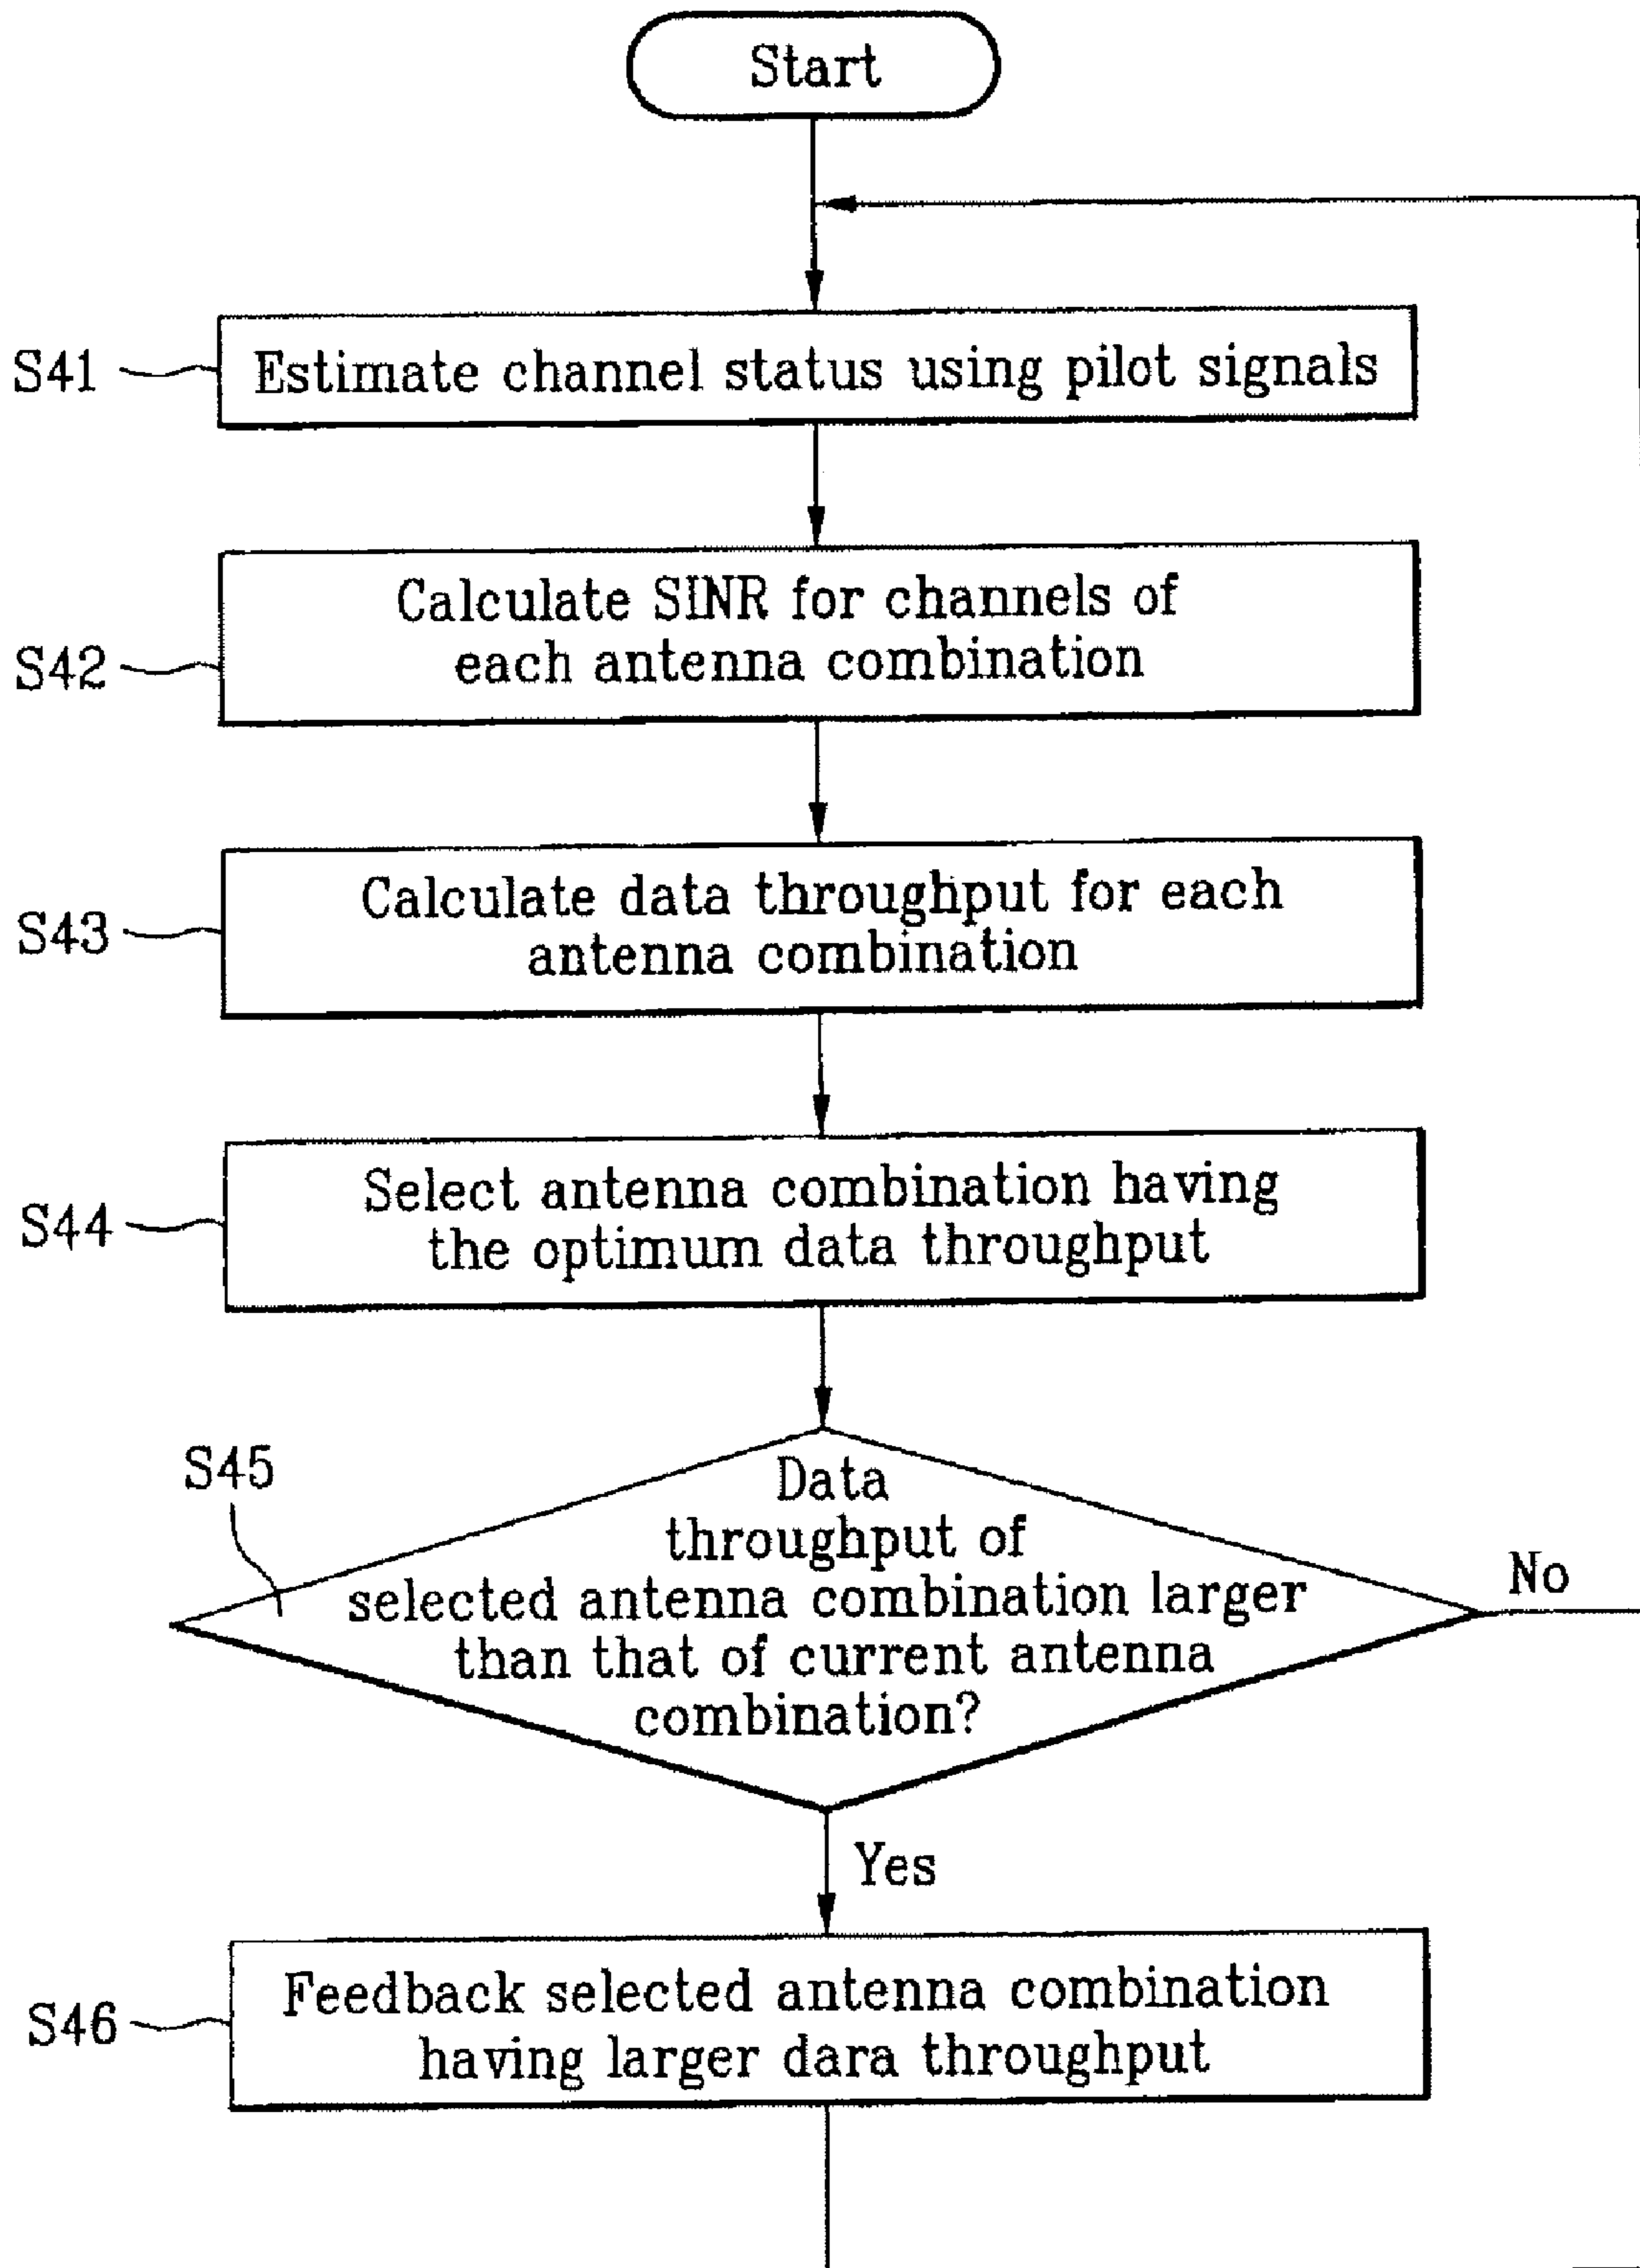 Start
S41
Estimate channel status using pilot signals
S42
Calculate SINR for channels of
each antenna combination
S43
Calculate data throughput for each
antenna combination
S44
Select antenna combination having
the optimum data throughput
S45
Data
throughput of
selected antenna combination larger
than that of current antenna
combination?
No
Yes
S46
Feedback selected antenna combination
having larger dara throughput